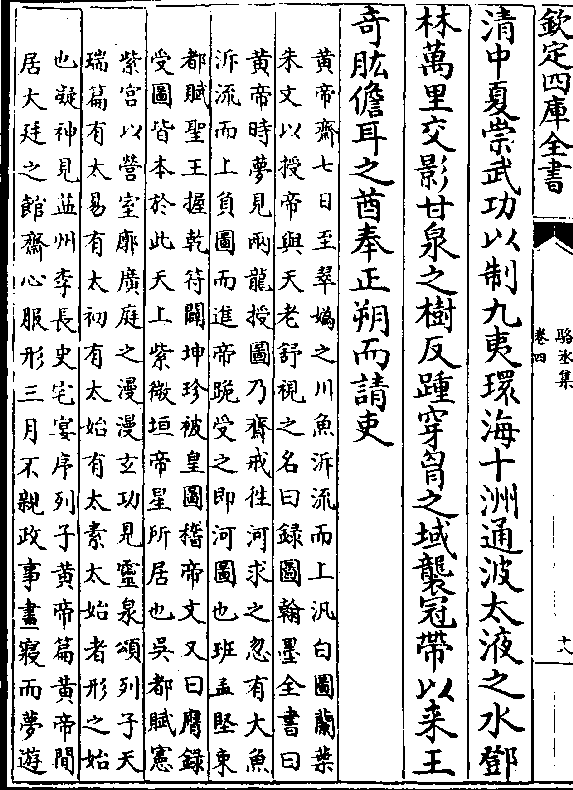 欽定四庫全書
駱丞集
卷四
十八
清中夏崇武功以制九夷環海十洲通波太液之水鄧
林萬里交影甘泉之樹反踵穿胷之域襲冠帶以来王
奇肱儋耳之酋奉正朔而請吏
黃帝齋七日至翠嬀之川魚泝流而上汎白圖蘭葉
朱文以授帝與天老舒視之名曰録圖翰墨全書曰
黃帝時夢見兩龍授圖乃齋戒徃河求之忽有大魚
泝流而上負圖而進帝跪受之即河圖也班孟堅東
都賦聖王握乾符闡坤珍被皇圖稽帝文又曰膺録
受圖皆本於此天上紫微垣帝星所居也吳都賦憲
紫宫以營室廓廣庭之漫漫玄功見靈泉頌列子天
瑞篇有太易有太初有太始有太素太始者形之始
也凝神見益州李長史宅宴序列子黃帝篇黃帝間
居大廷之館齋心服形三月不親政事晝寢而夢遊